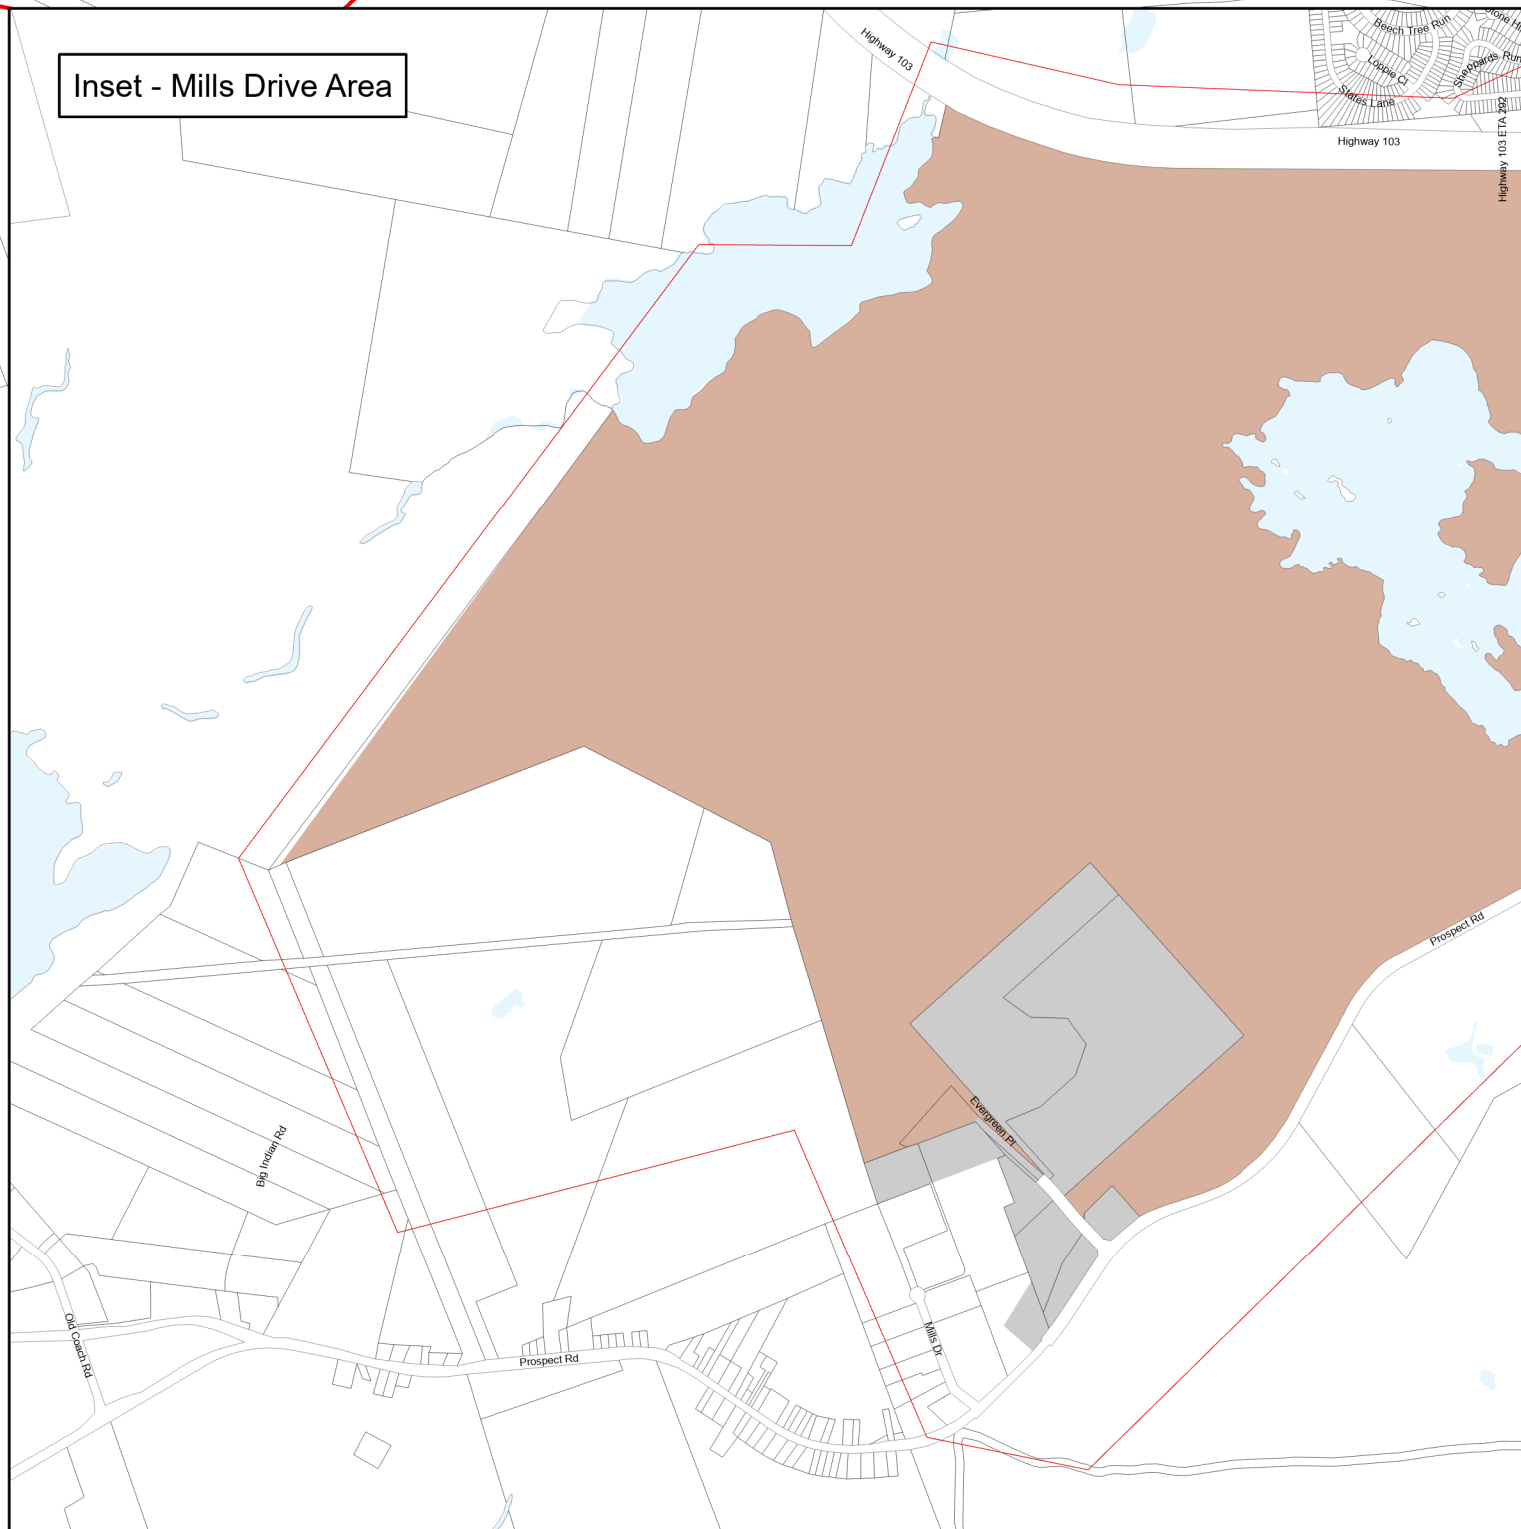 Inset - Mills Drive Area
Highway 103
Beech Tree Run
Loppie Cl
Sheppards Run
States Lane
Highway 103
Highway 103 ETA 292
Prospect Rd
Evergreen Pl
Big Indian Rd
Old Coach Rd
Mills Dr
Prospect Rd